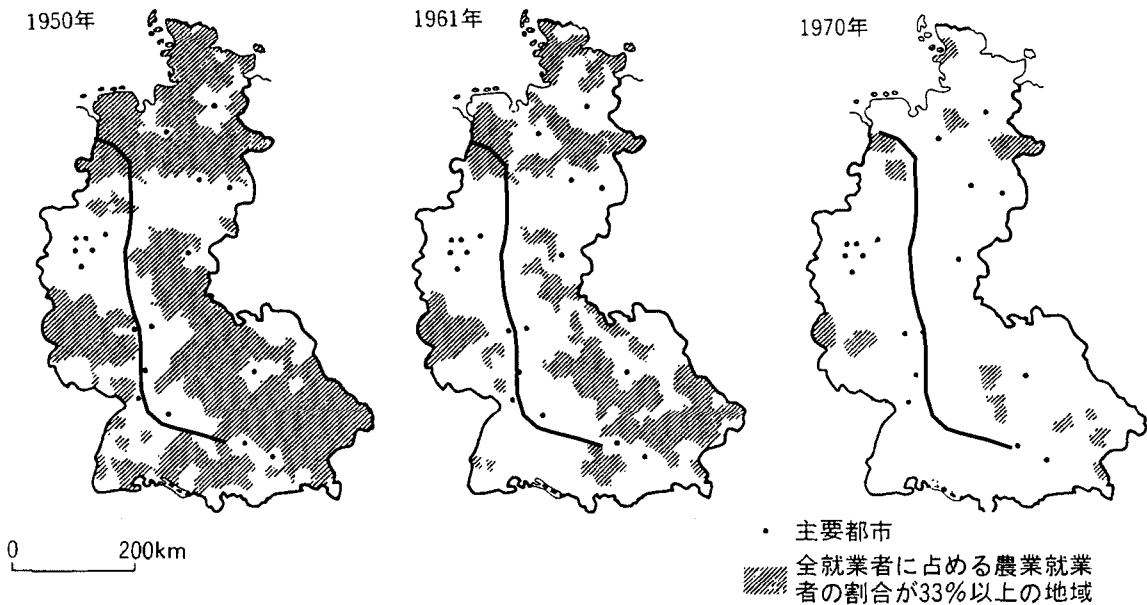 1950年
1961年
1970年
0 200km
・ 主要都市
全就業者に占める農業就業
者の割合が33%以上の地域